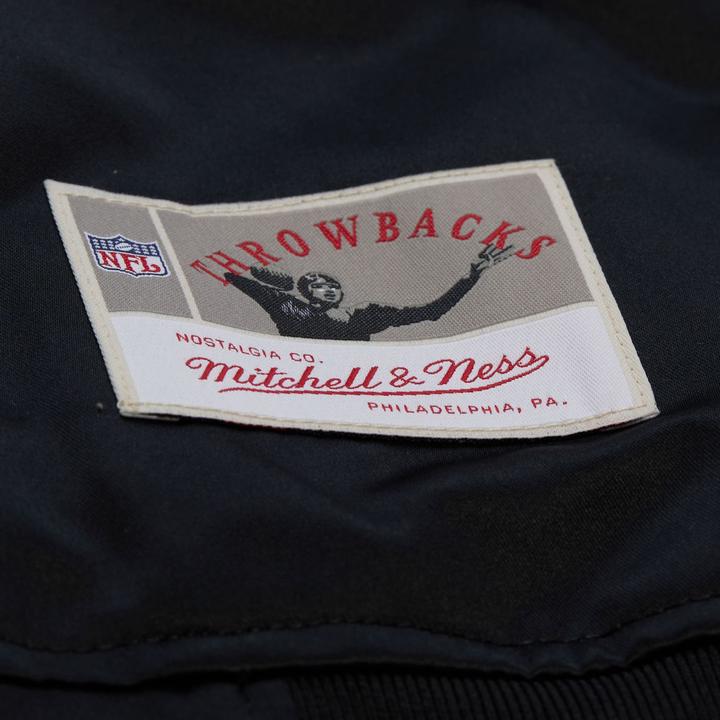 NFL
THROWBACKS
NOSTALGIA CO.
Mitchell & Ness
PHILADELPHIA, PA.